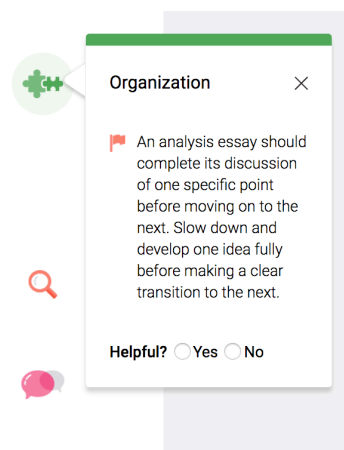 Organization
An analysis essay should
complete its discussion
of one specific point
before moving on to the
next. Slow down and
develop one idea fully
before making a clear
transition to the next.
Helpful? Yes No